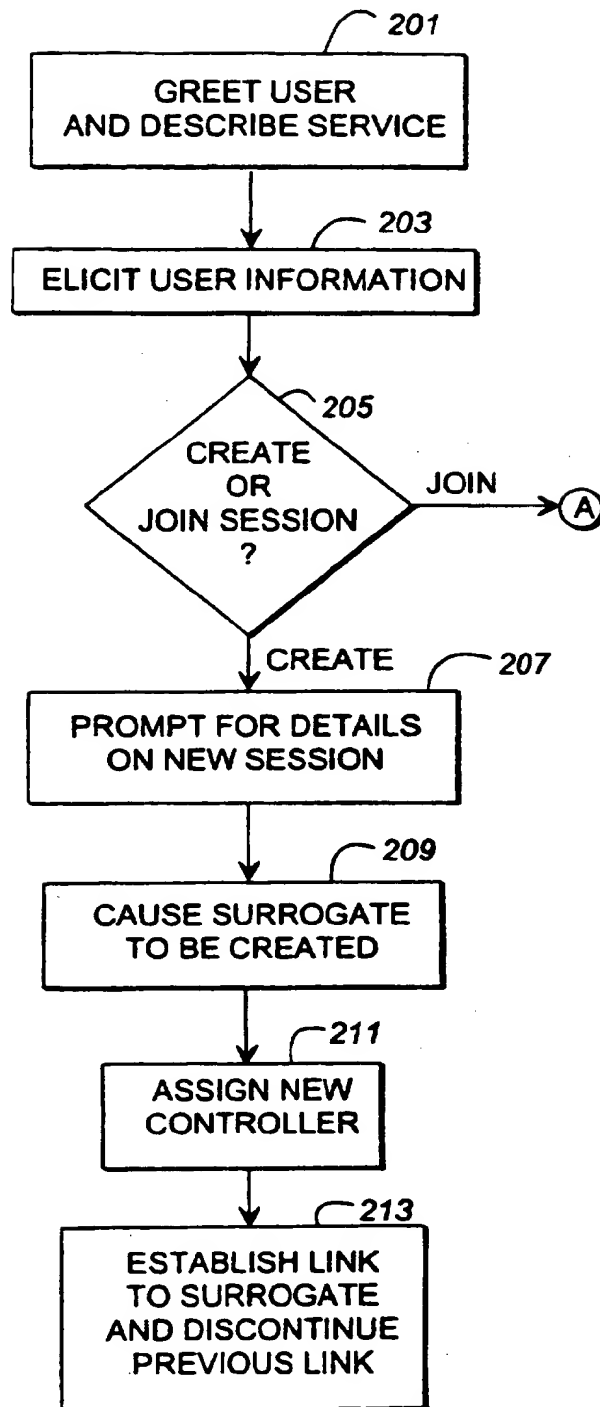 201
GREET USER
AND DESCRIBE SERVICE
203
ELICIT USER INFORMATION
205
CREATE
OR
JOIN SESSION
?
JOIN
A
CREATE
207
PROMPT FOR DETAILS
ON NEW SESSION
209
CAUSE SURROGATE
TO BE CREATED
211
ASSIGN NEW
CONTROLLER
213
ESTABLISH LINK
TO SURROGATE
AND DISCONTINUE
PREVIOUS LINK